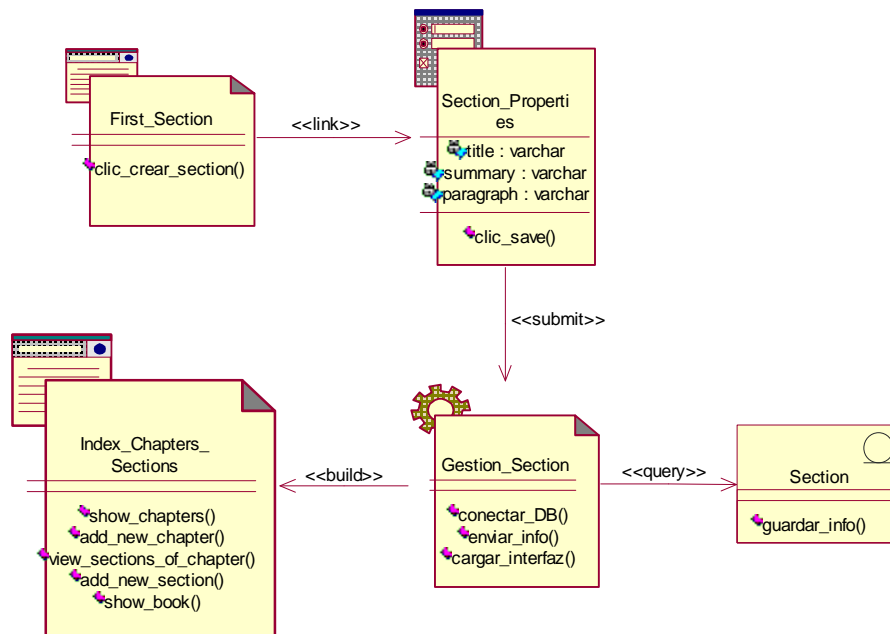 First_Section
clic_crear_section()
<<link>>
Section_Properti
es
title : varchar
summary : varchar
paragraph : varchar
clic_save()
<<submit>>
Index_Chapters_
Sections
show_chapters()
add_new_chapter()
view_sections_of_chapter()
add_new_section()
show_book()
<<build>>
Gestion_Section
conectar_DB()
enviar_info()
cargar_interfaz()
<<query>>
Section
guardar_info()